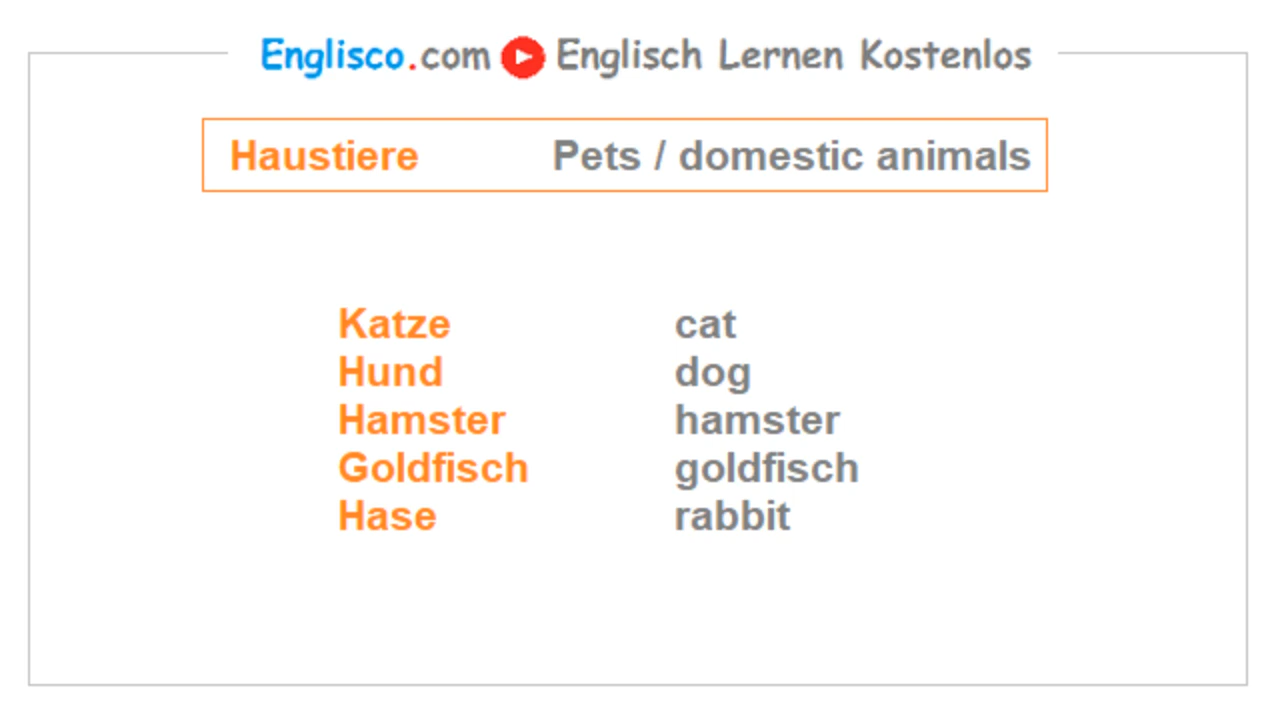 Englisco.com Englisch Lernen Kostenlos
Haustiere Pets / domestic animals
Katze cat
Hund dog
Hamster hamster
Goldfisch goldfisch
Hase rabbit